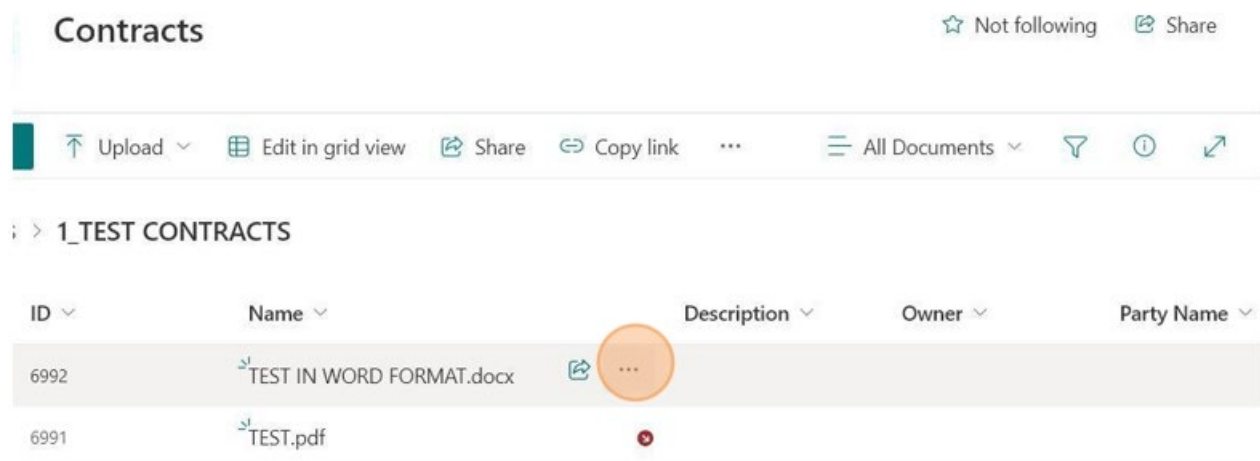 Contracts
Not following Share
Upload Edit in grid view Share Copy link ... All Documents
> 1_TEST CONTRACTS
ID Name Description Owner Party Name
6992 TEST IN WORD FORMAT.docx ...
6991 TEST.pdf